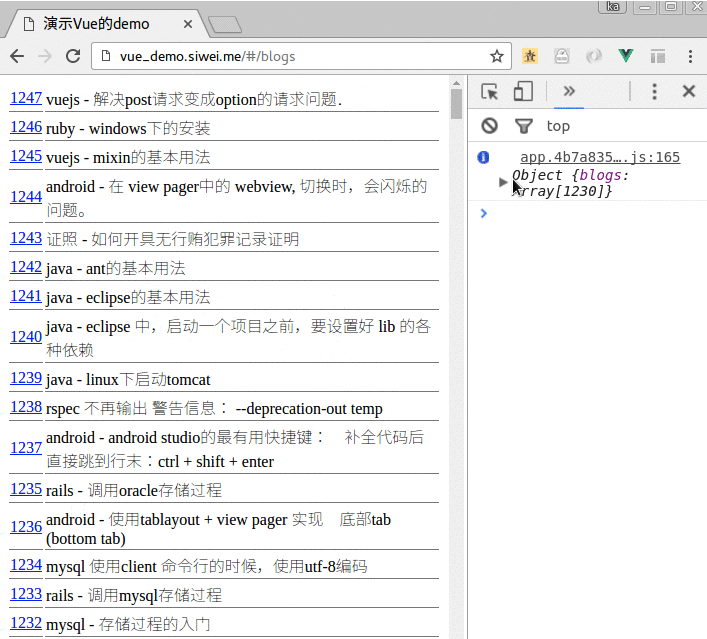 演示Vue的demo
ka
vue_demo.siwei.me/#/blogs
1247 vuejs - 解决post请求变成option的请求问题.
1246 ruby - windows下的安装
1245 vuejs - mixin的基本用法
1244 android - 在 view pager中的 webview, 切换时，会闪烁的
问题。
1243 证照 - 如何开具无行贿犯罪记录证明
1242 java - ant的基本用法
1241 java - eclipse的基本用法
1240 java - eclipse 中，启动一个项目之前，要设置好 lib 的各
种依赖
1239 java - linux下启动tomcat
1238 rspec 不再输出 警告信息： --deprecation-out temp
1237 android - android studio的最有用快捷键： 补全代码后
直接跳到行末：ctrl + shift + enter
1235 rails - 调用oracle存储过程
1236 android - 使用tablayout + view pager 实现 底部tab
(bottom tab)
1234 mysql 使用client 命令行的时候，使用utf-8编码
1233 rails - 调用mysql存储过程
1232 mysql - 存储过程的入门
top
app.4b7a835….js:165
Object {blogs:
Array[1230]}